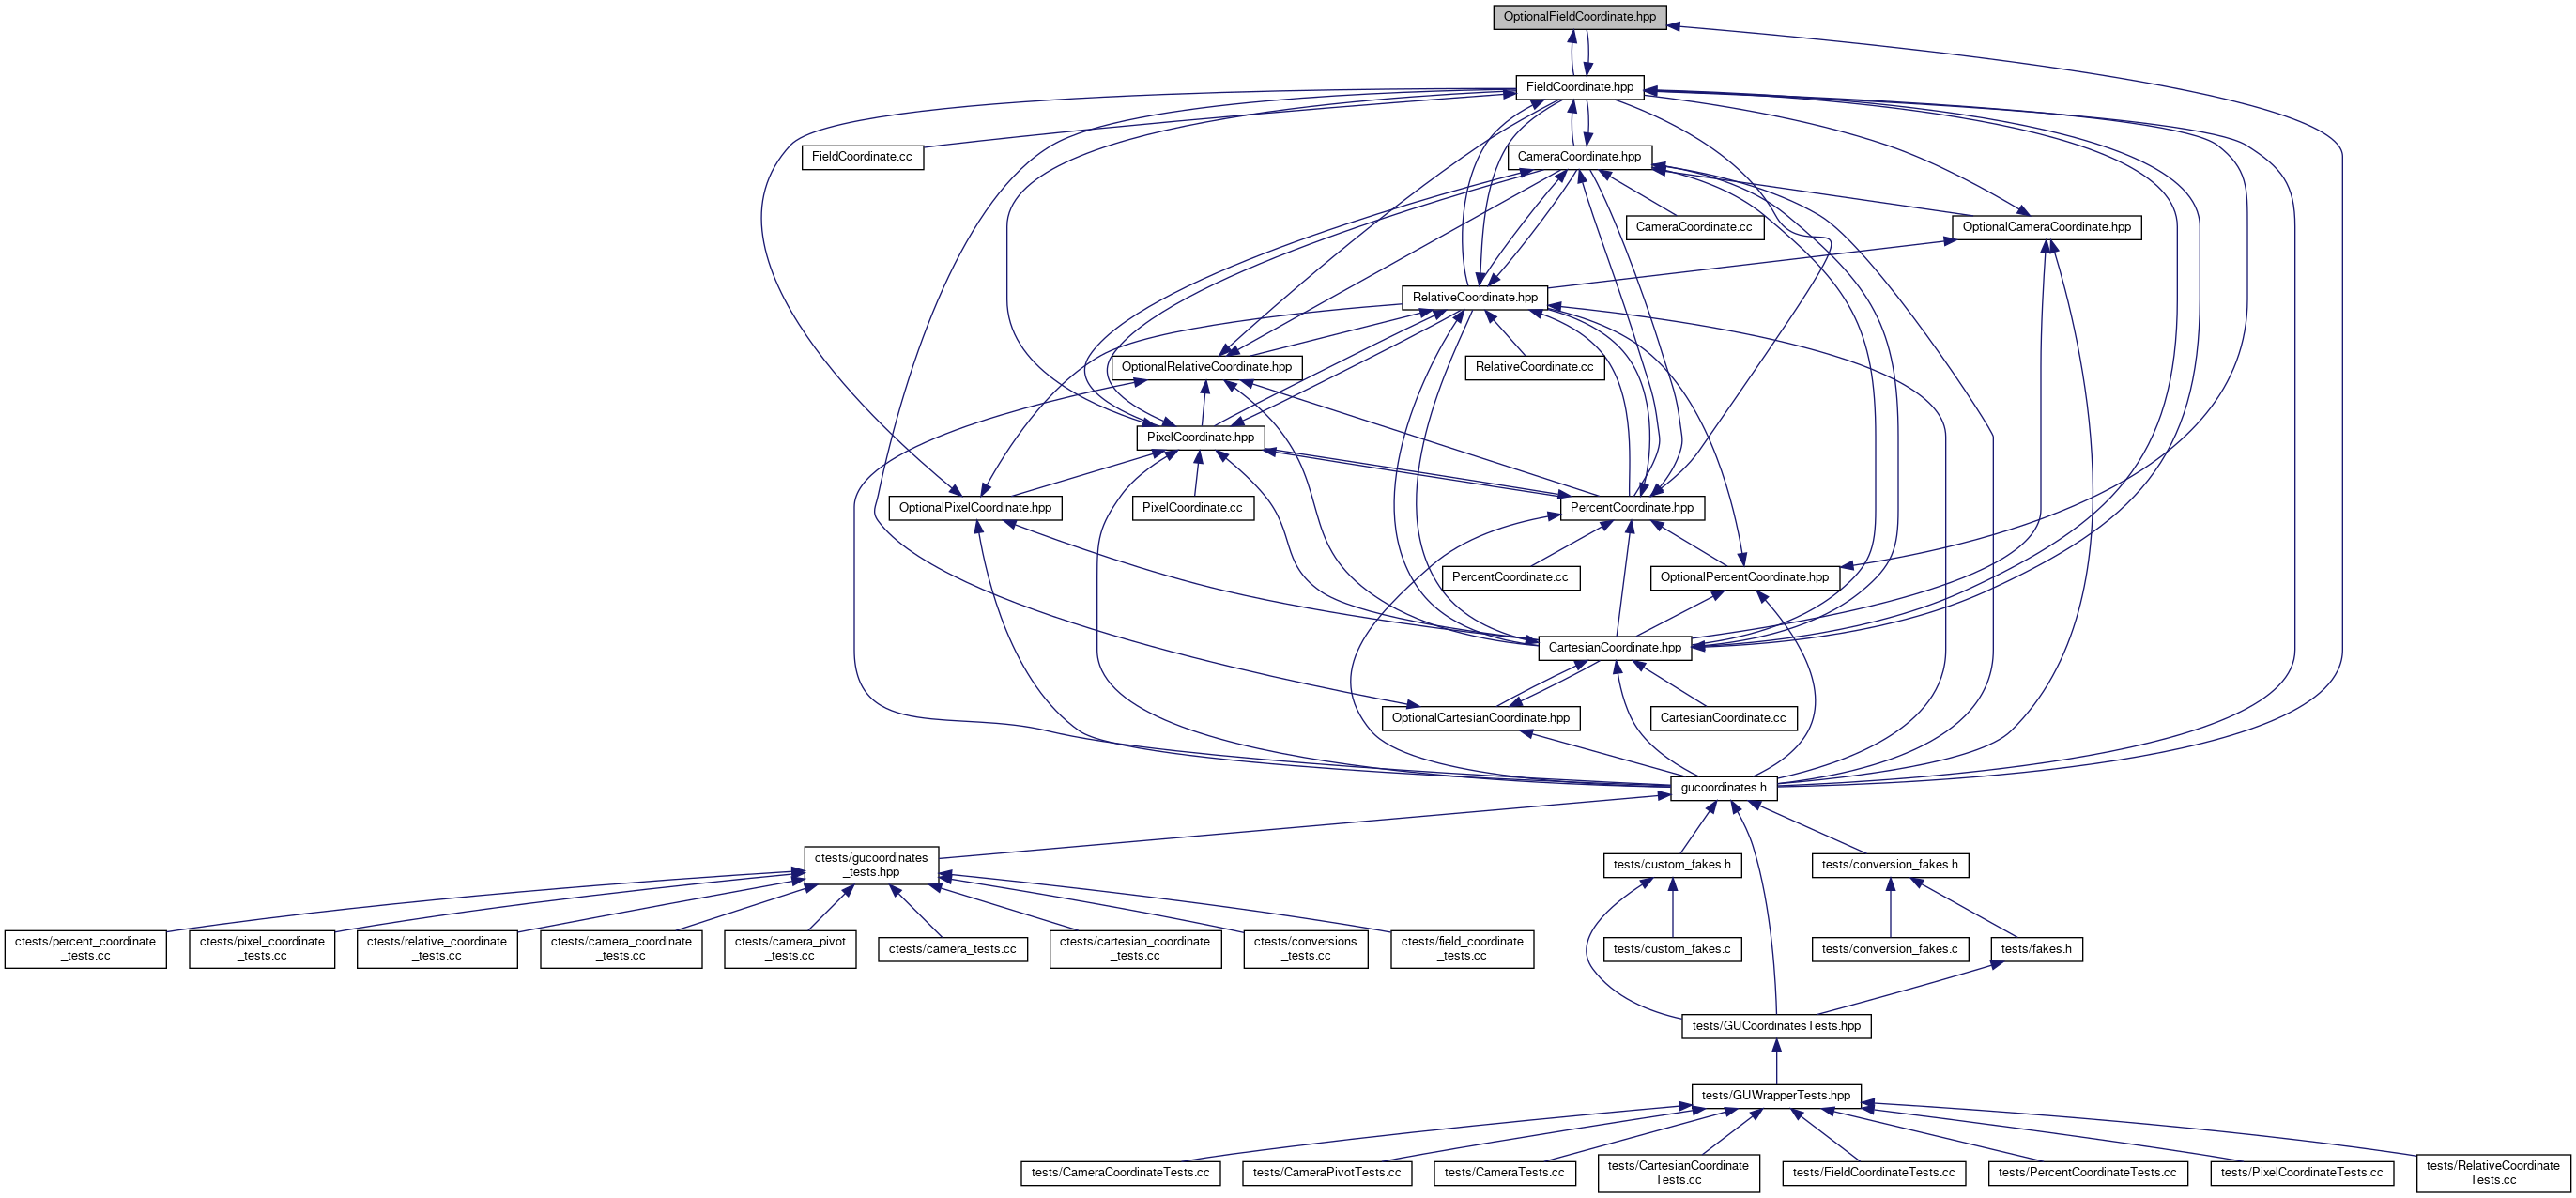 OptionalFieldCoordinate.hpp
FieldCoordinate.hpp
FieldCoordinate.cc
CameraCoordinate.hpp
CameraCoordinate.cc
OptionalCameraCoordinate.hpp
RelativeCoordinate.hpp
OptionalRelativeCoordinate.hpp
RelativeCoordinate.cc
PixelCoordinate.hpp
OptionalPixelCoordinate.hpp
PixelCoordinate.cc
PercentCoordinate.hpp
PercentCoordinate.cc
OptionalPercentCoordinate.hpp
CartesianCoordinate.hpp
OptionalCartesianCoordinate.hpp
CartesianCoordinate.cc
gucoordinates.h
ctests/gucoordinates
_tests.hpp
tests/custom_fakes.h
tests/conversion_fakes.h
ctests/percent_coordinate
_tests.cc
ctests/pixel_coordinate
_tests.cc
ctests/relative_coordinate
_tests.cc
ctests/camera_coordinate
_tests.cc
ctests/camera_pivot
_tests.cc
ctests/camera_tests.cc
ctests/cartesian_coordinate
_tests.cc
ctests/conversions
_tests.cc
ctests/field_coordinate
_tests.cc
tests/custom_fakes.c
tests/conversion_fakes.c
tests/fakes.h
tests/GUCoordinatesTests.hpp
tests/GUWrapperTests.hpp
tests/CameraCoordinateTests.cc
tests/CameraPivotTests.cc
tests/CameraTests.cc
tests/CartesianCoordinate
Tests.cc
tests/FieldCoordinateTests.cc
tests/PercentCoordinateTests.cc
tests/PixelCoordinateTests.cc
tests/RelativeCoordinate
Tests.cc